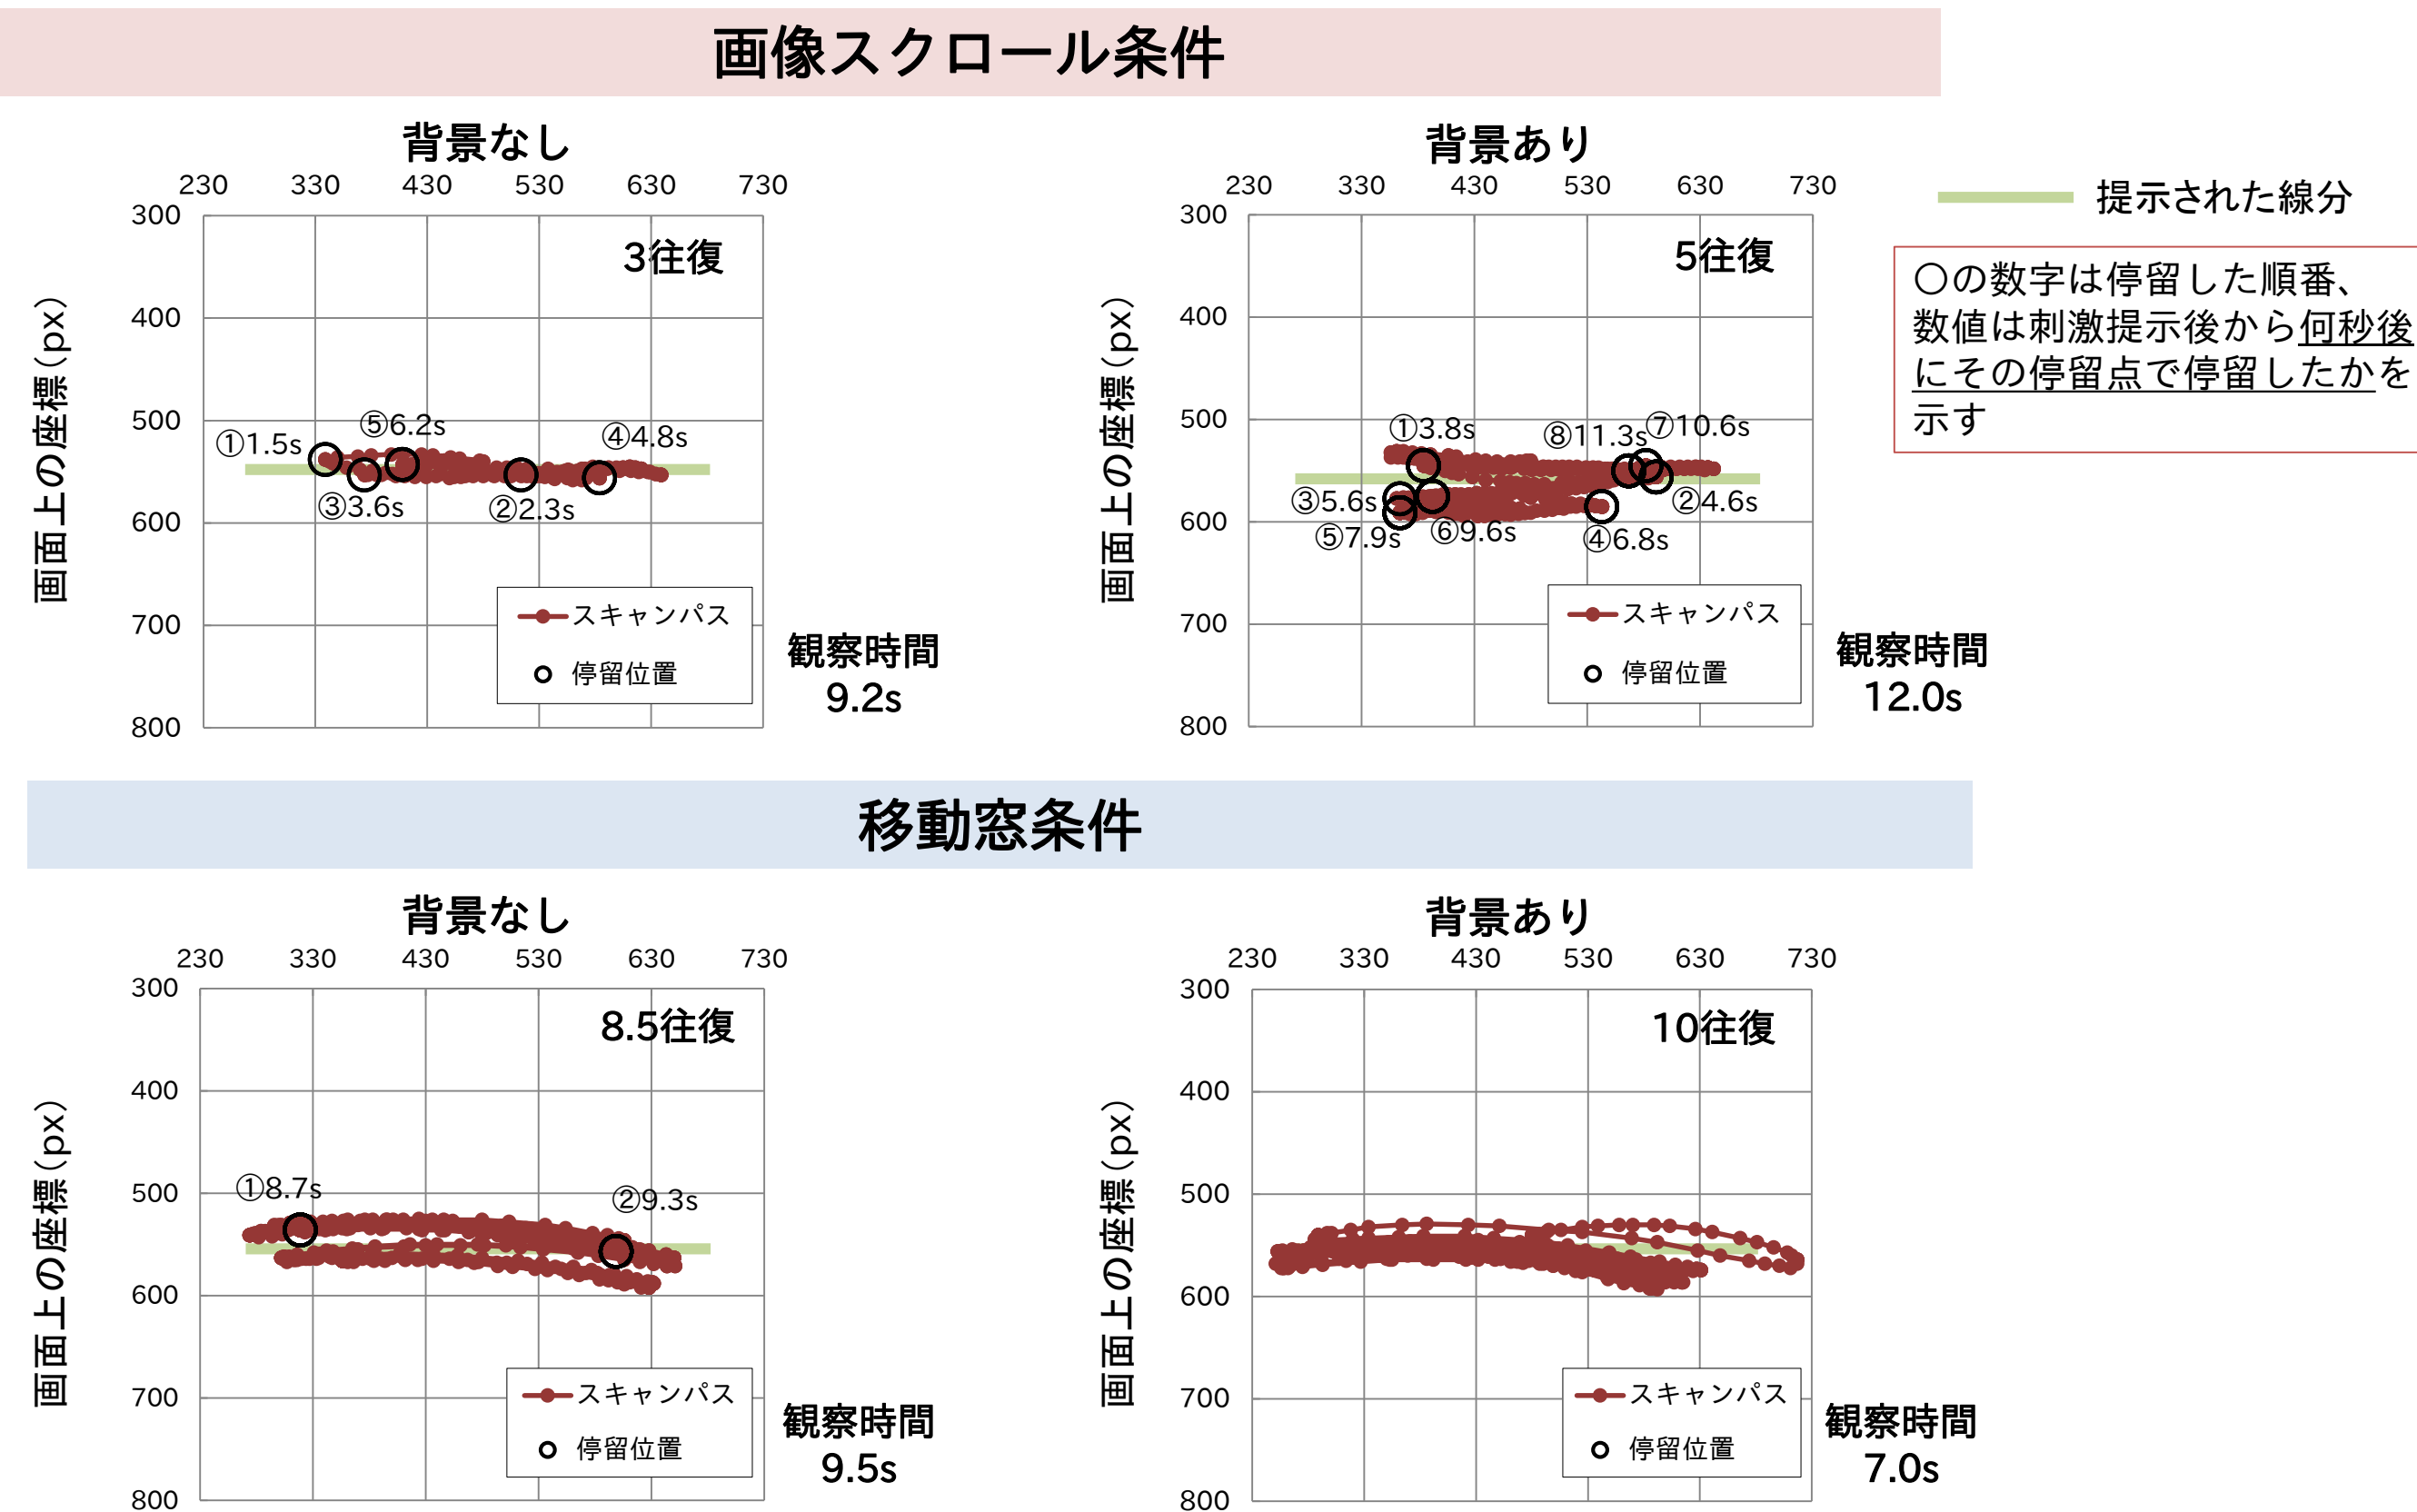 画像スクロール条件
背景なし
230 330 430 530 630 730
300
400
500
600
700
800
画面上の座標(px)
3往復
①1.5s
⑤6.2s
④4.8s
③3.6s
②2.3s
スキャンパス
停留位置
観察時間
9.2s
背景あり
230 330 430 530 630 730
300
400
500
600
700
800
画面上の座標(px)
5往復
①3.8s
⑧11.3s
⑦10.6s
③5.6s
②4.6s
⑤7.9s
⑥9.6s
④6.8s
スキャンパス
停留位置
観察時間
12.0s
提示された線分
〇の数字は停留した順番、
数値は刺激提示後から何秒後
にその停留点で停留したかを
示す
移動窓条件
背景なし
230 330 430 530 630 730
300
400
500
600
700
800
画面上の座標(px)
8.5往復
①8.7s
②9.3s
スキャンパス
停留位置
観察時間
9.5s
背景あり
230 330 430 530 630 730
300
400
500
600
700
800
画面上の座標(px)
10往復
スキャンパス
停留位置
観察時間
7.0s